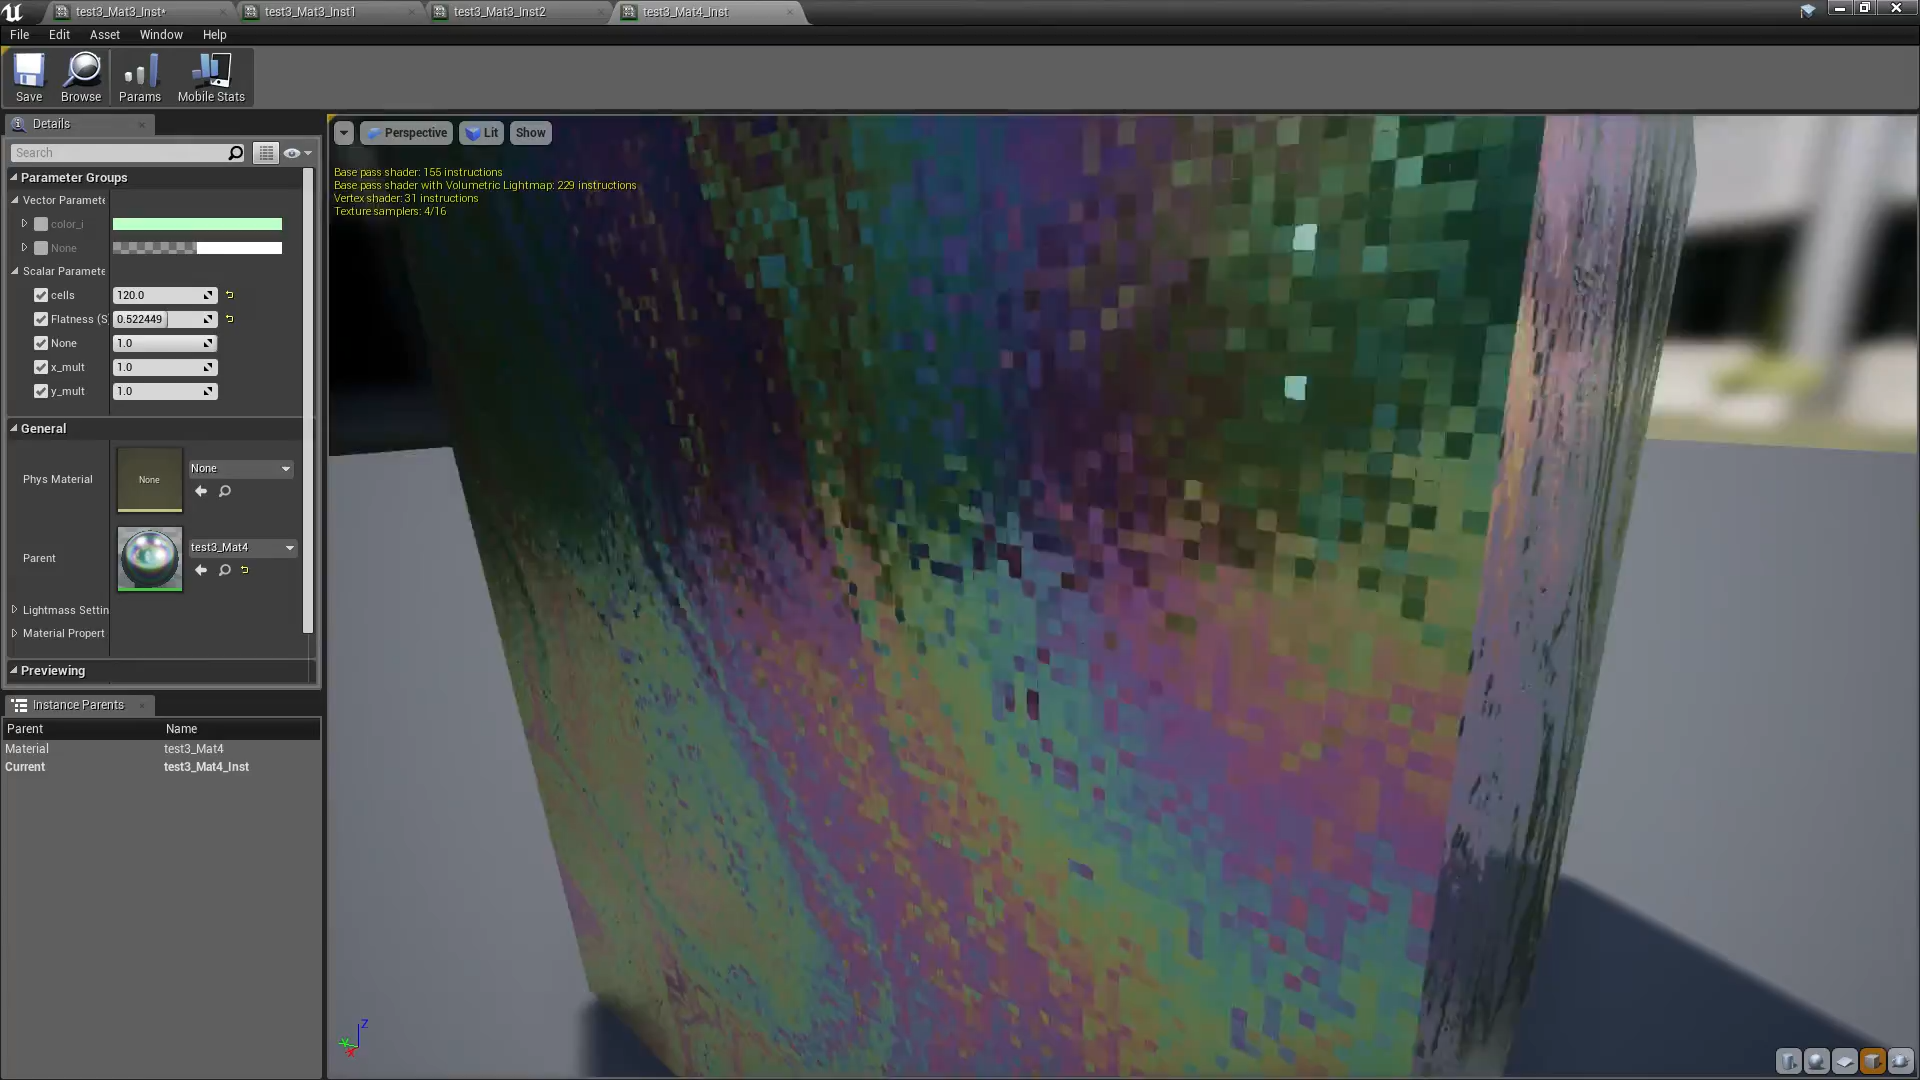 test3_Mat3_Inst*
test3_Mat3_Inst1
test3_Mat3_Inst2
test3_Mat4_Inst
File Edit Asset Window Help
Save Browse Params Mobile Stats
Details
Search
Perspective Lit Show
Base pass shader: 155 instructions
Base pass shader with Volumetric Lightmap: 229 instructions
Vertex shader: 31 instructions
Texture samplers: 4/16
Parameter Groups
Vector Paramete
color_i
None
Scalar Paramete
cells 120.0
Flatness (S 0.522449
None 1.0
x_mult 1.0
y_mult 1.0
General
Phys Material None None
Parent test3_Mat4
Lightmass Settin
Material Propert
Previewing
Instance Parents
Parent Name
Material test3_Mat4
Current test3_Mat4_Inst
Z
Y
X